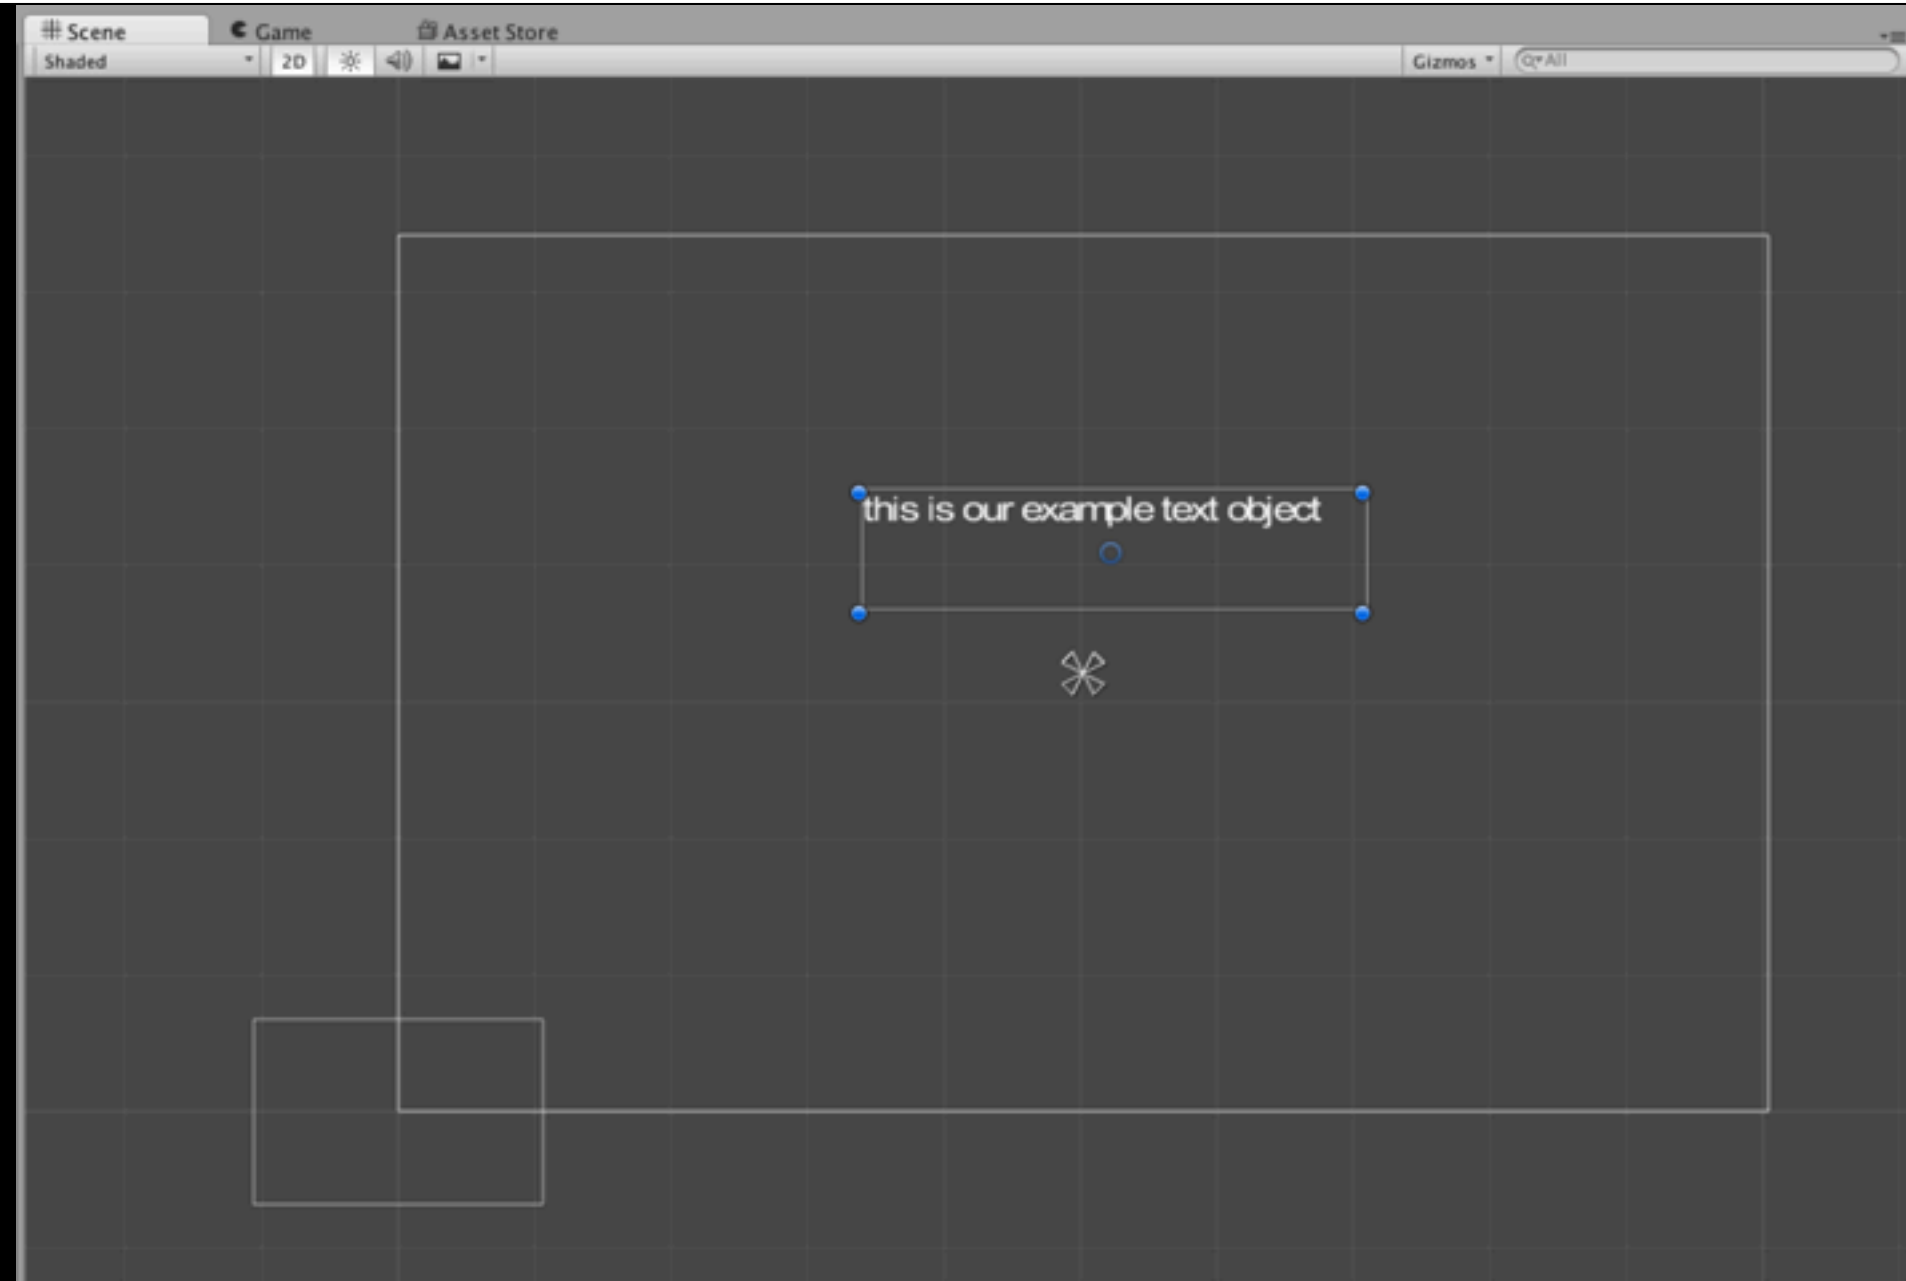 Scene Game Asset Store
Shaded 2D Gizmos All
this is our example text object